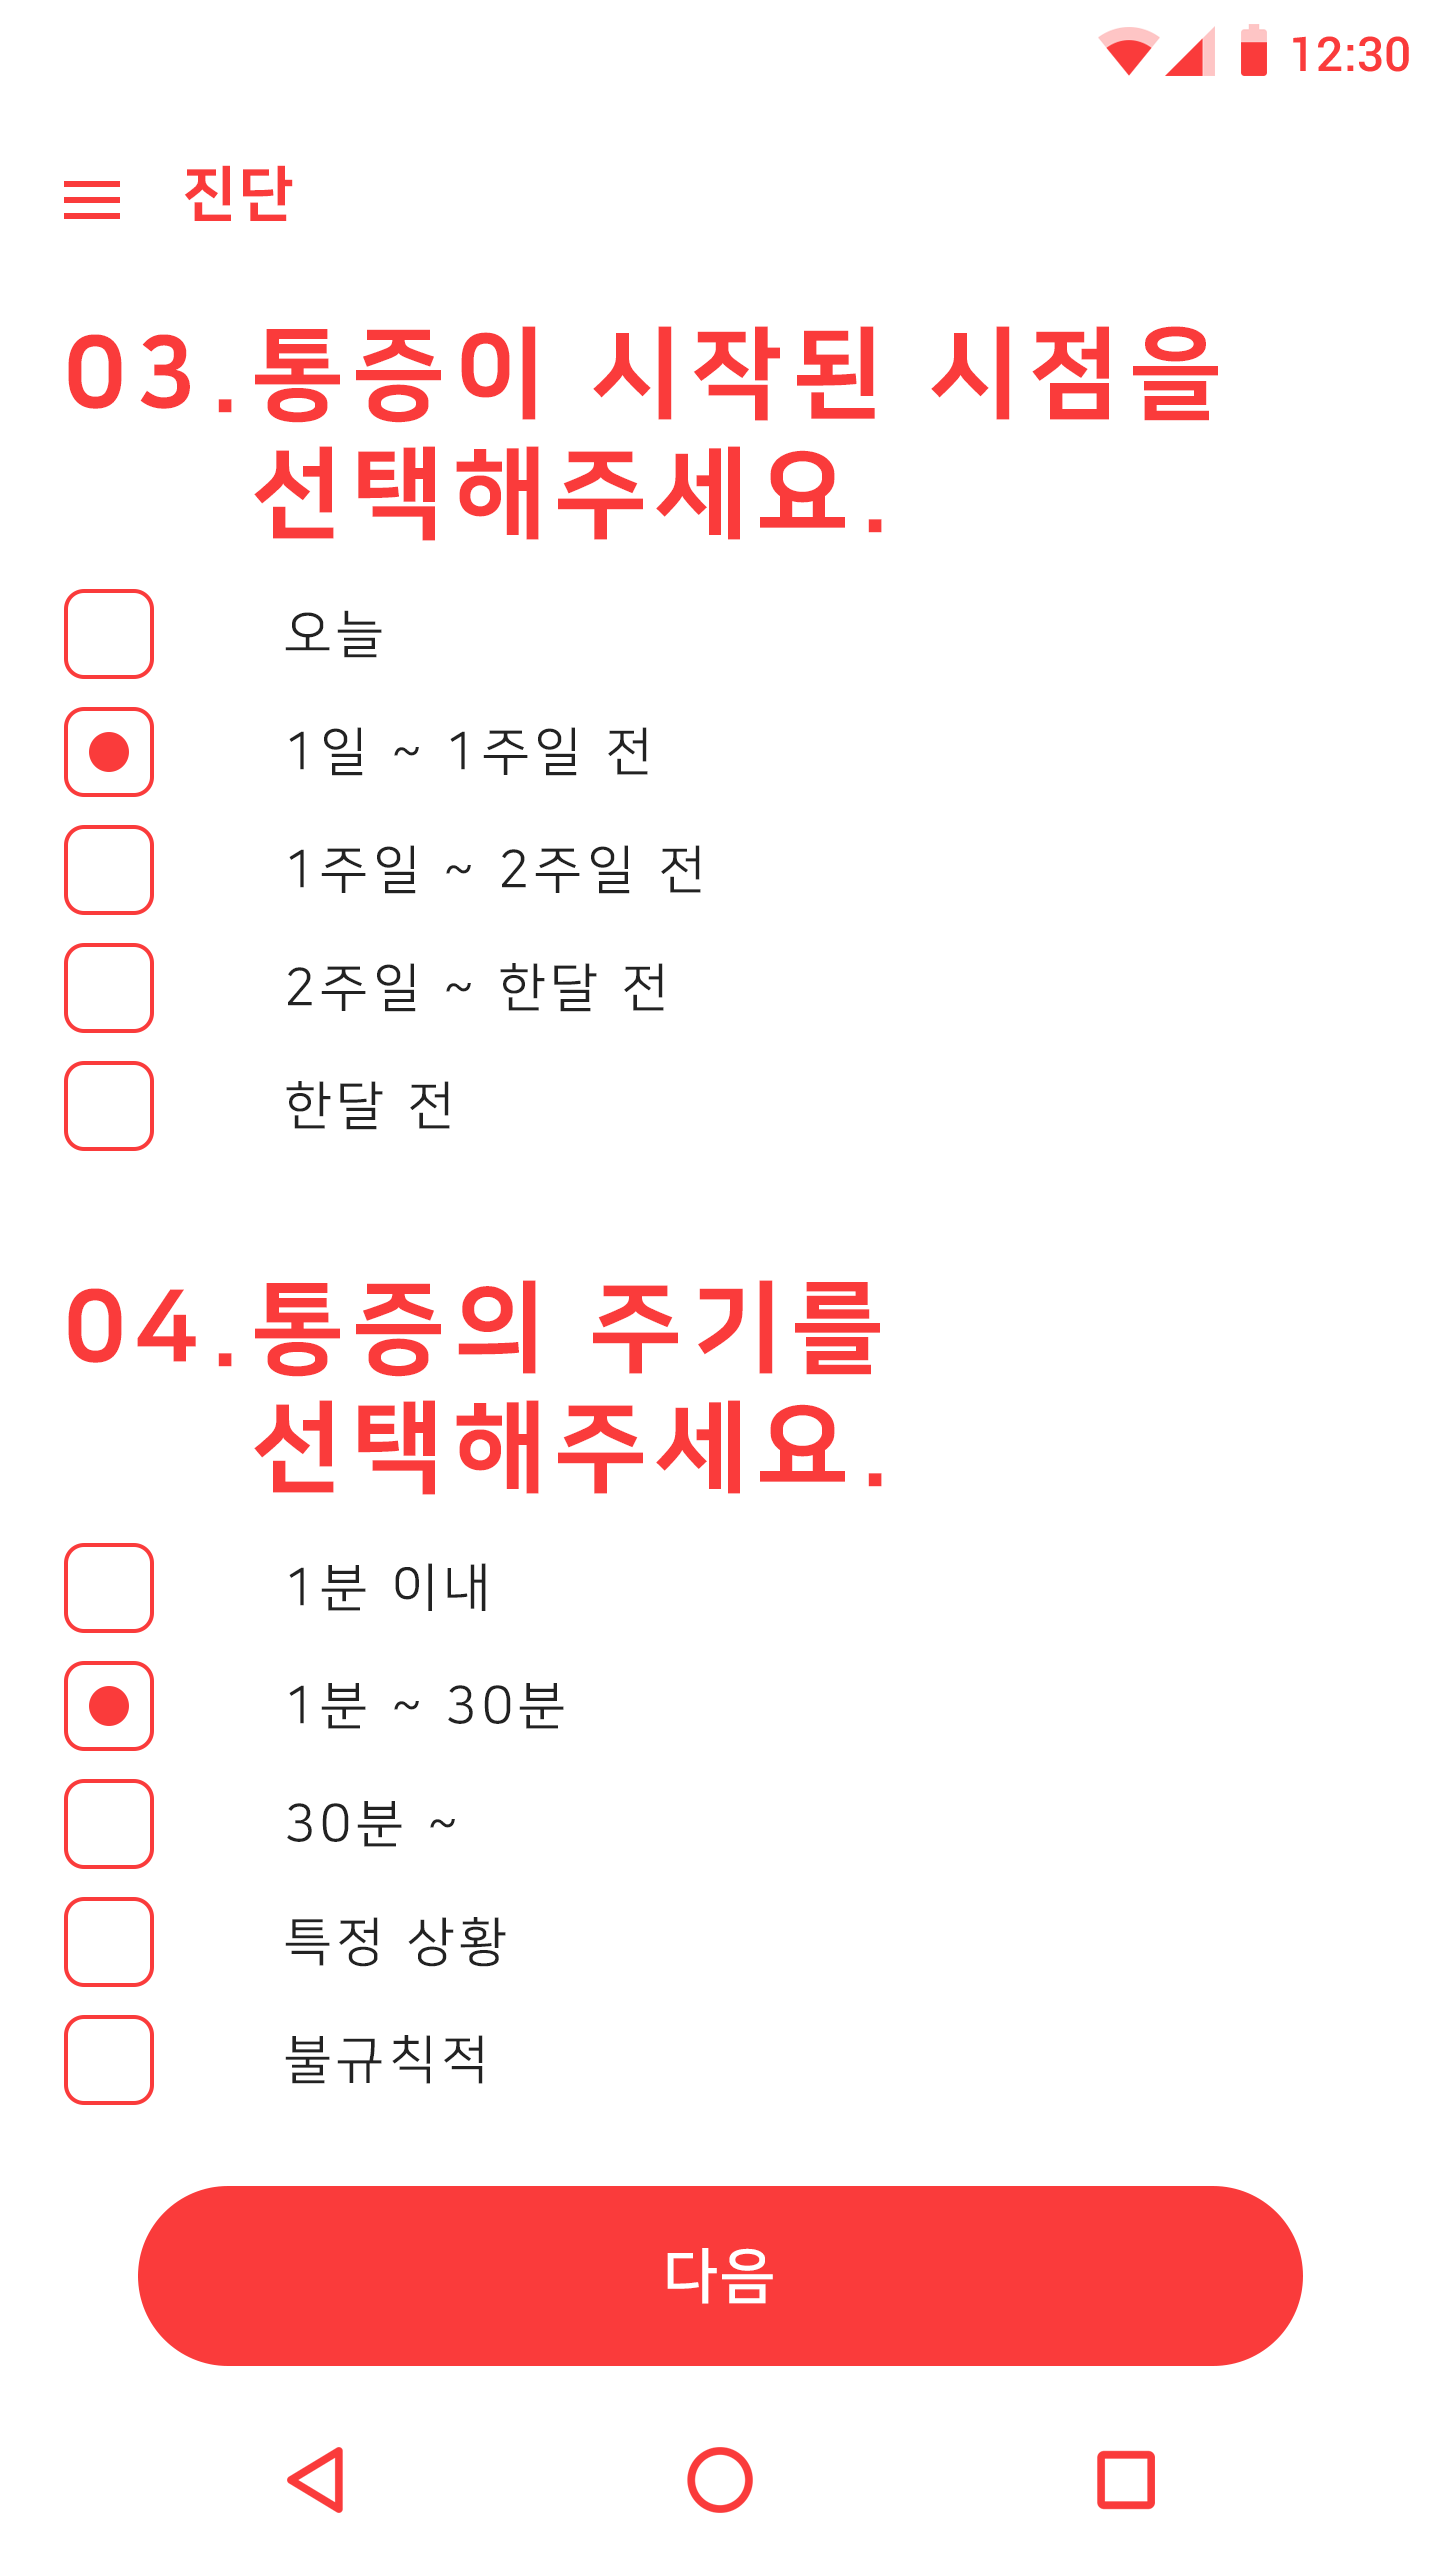 12:30
진단
03.통증이 시작된 시점을
선택해주세요.
오늘
1일 ~ 1주일 전
1주일 ~ 2주일 전
2주일 ~ 한달 전
한달 전
04.통증의 주기를
선택해주세요.
1분 이내
1분 ~ 30분
30분 ~
특정 상황
불규칙적
다음